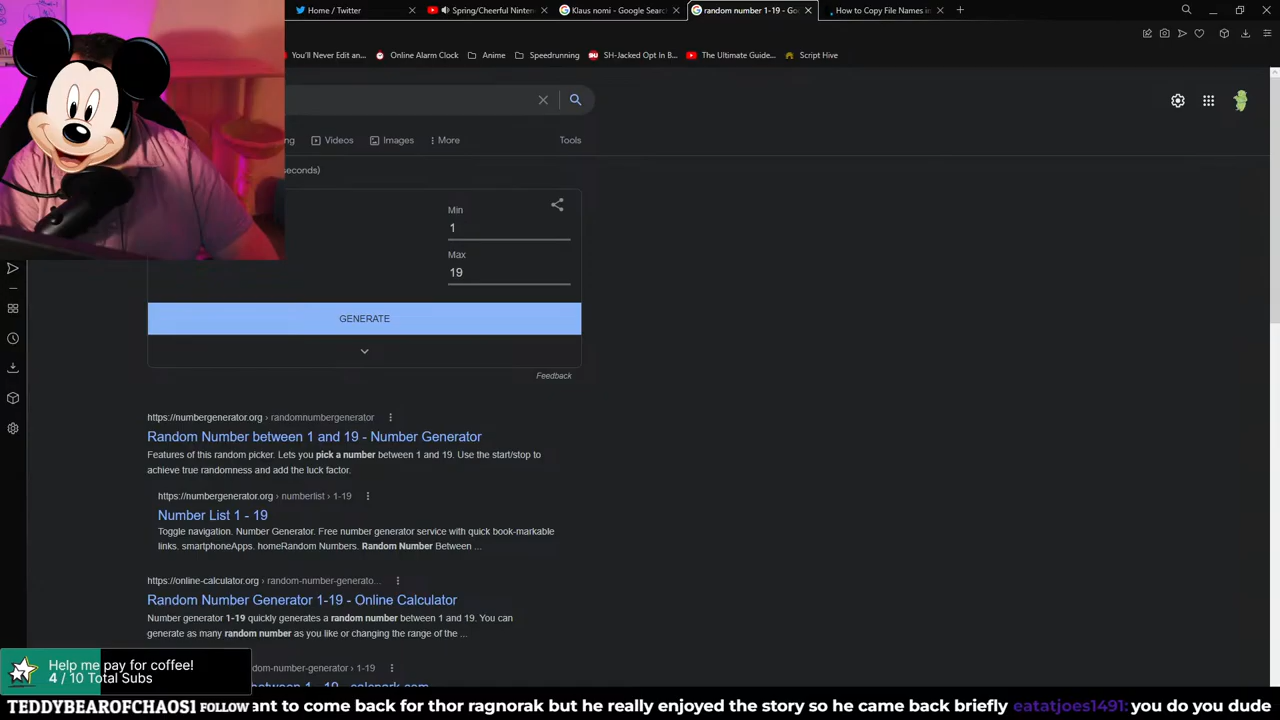 Home / Twitter
Spring/Cheerful Ninten
Klaus nomi - Google Searc
random number 1-19 - Go
How to Copy File Names in
You'll Never Edit an...
Online Alarm Clock
Anime
Speedrunning
SH-Jacked Opt In B...
The Ultimate Guide...
Script Hive
ng
Videos
Images
More
Tools
seconds)
Min
1
Max
19
GENERATE
Feedback
https://numbergenerator.org › randomnumbergenerator
Random Number between 1 and 19 - Number Generator
Features of this random picker. Lets you pick a number between 1 and 19. Use the start/stop to
achieve true randomness and add the luck factor.
https://numbergenerator.org › numberlist › 1-19
Number List 1 - 19
Toggle navigation. Number Generator. Free number generator service with quick book-markable
links. smartphoneApps. homeRandom Numbers. Random Number Between ...
https://online-calculator.org › random-number-generato...
Random Number Generator 1-19 - Online Calculator
Number generator 1-19 quickly generates a random number between 1 and 19. You can
generate as many random number as you like or changing the range of the ...
dom-number-generator › 1-19
Help me pay for coffee!
4 / 10 Total Subs
TEDDYBEAROFCHAOS1 FOLLOW ant to come back for thor ragnorak but he really enjoyed the story so he came back briefly eatatjoes1491: you do you dude